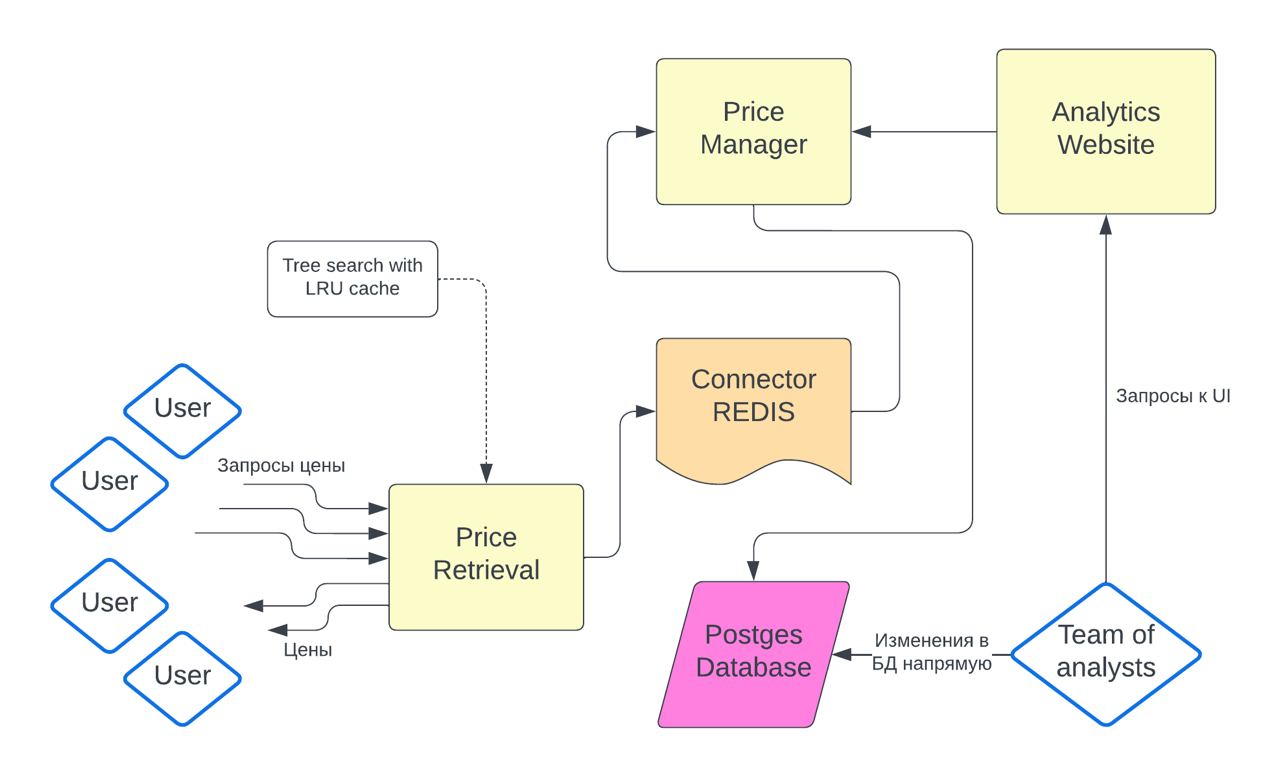 Price
Manager
Analytics
Website
Tree search with
LRU cache
Connector
REDIS
Запросы к UI
User
User
Запросы цены
Price
Retrieval
User
User
Цены
Postges
Database
Изменения в
БД напрямую
Team of
analysts